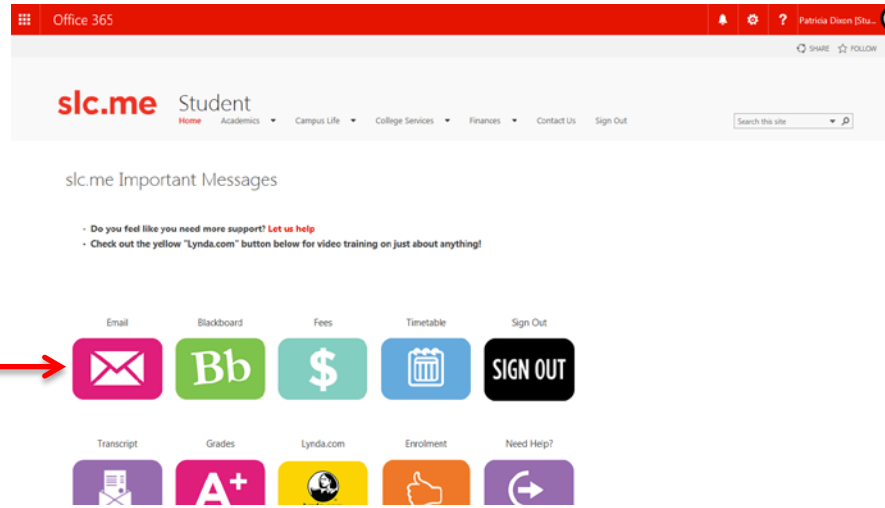 Office 365
?
Patricia Dixon [Stu...
SHARE FOLLOW
slc.me Student
Home Academics Campus Life College Services Finances Contact Us Sign Out
Search this site
slc.me Important Messages
Do you feel like you need more support? Let us help
Check out the yellow "Lynda.com" button below for video training on just about anything!
Email Blackboard Fees Timetable Sign Out
Bb $ SIGN OUT
Transcript Grades Lynda.com Enrolment Need Help?
A+